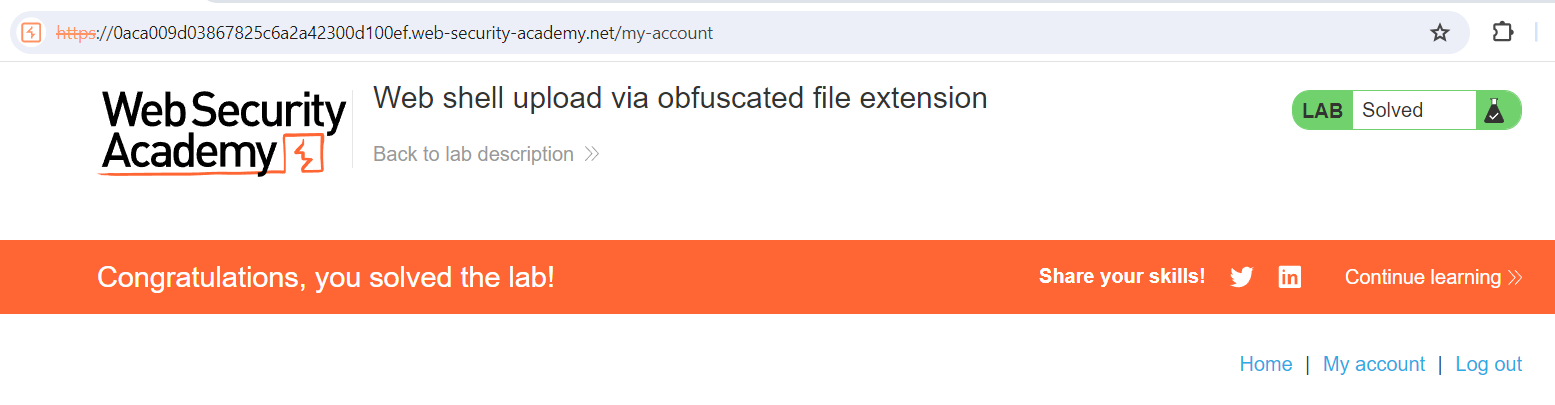 https://0aca009d03867825c6a2a42300d100ef.web-security-academy.net/my-account
Web Security
Academy
Web shell upload via obfuscated file extension
Back to lab description
LAB Solved
Congratulations, you solved the lab!
Share your skills!
Continue learning
Home | My account | Log out